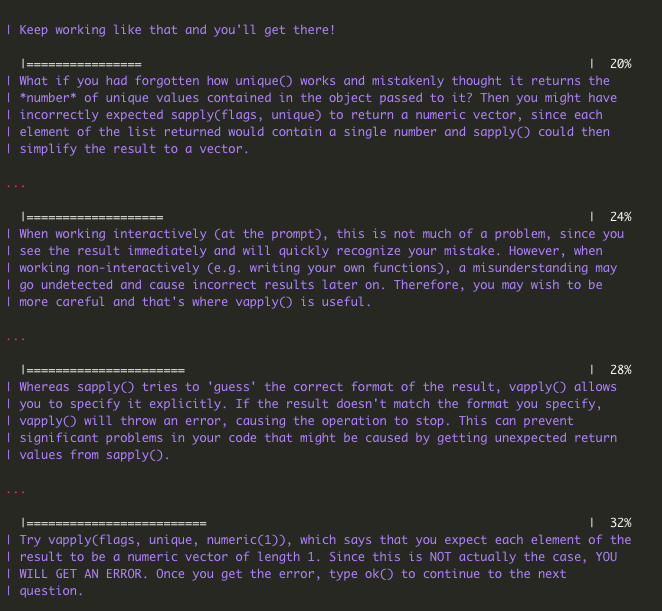 | Keep working like that and you'll get there!
|================ | 20%
| What if you had forgotten how unique() works and mistakenly thought it returns the
| *number* of unique values contained in the object passed to it? Then you might have
| incorrectly expected sapply(flags, unique) to return a numeric vector, since each
| element of the list returned would contain a single number and sapply() could then
| simplify the result to a vector.
...
|=================== | 24%
| When working interactively (at the prompt), this is not much of a problem, since you
| see the result immediately and will quickly recognize your mistake. However, when
| working non-interactively (e.g. writing your own functions), a misunderstanding may
| go undetected and cause incorrect results later on. Therefore, you may wish to be
| more careful and that's where vapply() is useful.
...
|====================== | 28%
| Whereas sapply() tries to 'guess' the correct format of the result, vapply() allows
| you to specify it explicitly. If the result doesn't match the format you specify,
| vapply() will throw an error, causing the operation to stop. This can prevent
| significant problems in your code that might be caused by getting unexpected return
| values from sapply().
...
|========================= | 32%
| Try vapply(flags, unique, numeric(1)), which says that you expect each element of the
| result to be a numeric vector of length 1. Since this is NOT actually the case, YOU
| WILL GET AN ERROR. Once you get the error, type ok() to continue to the next
| question.